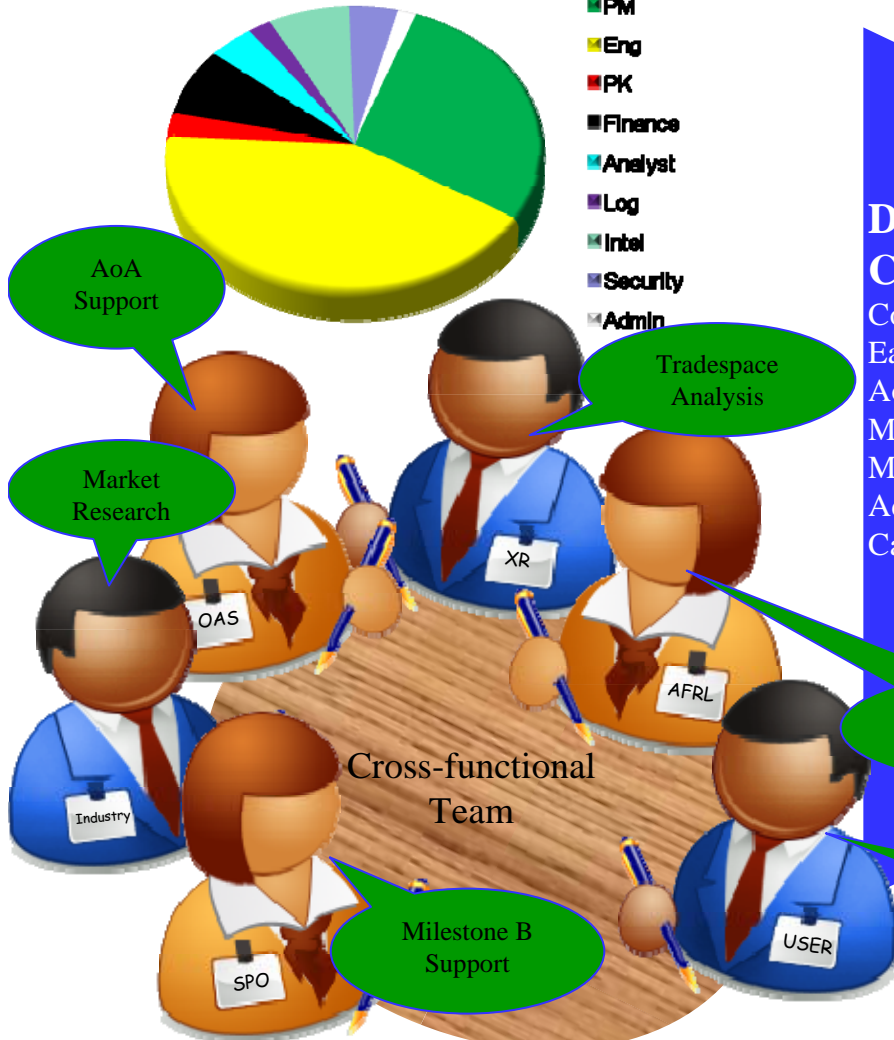 PM
Eng
PK
Finance
Analyst
Log
Intel
Security
Admin
AoA
Support
Tradespace
Analysis
Market
Research
XR
OAS
AFRL
Cross-functional
Team
Industry
Milestone B
Support
USER
SPO